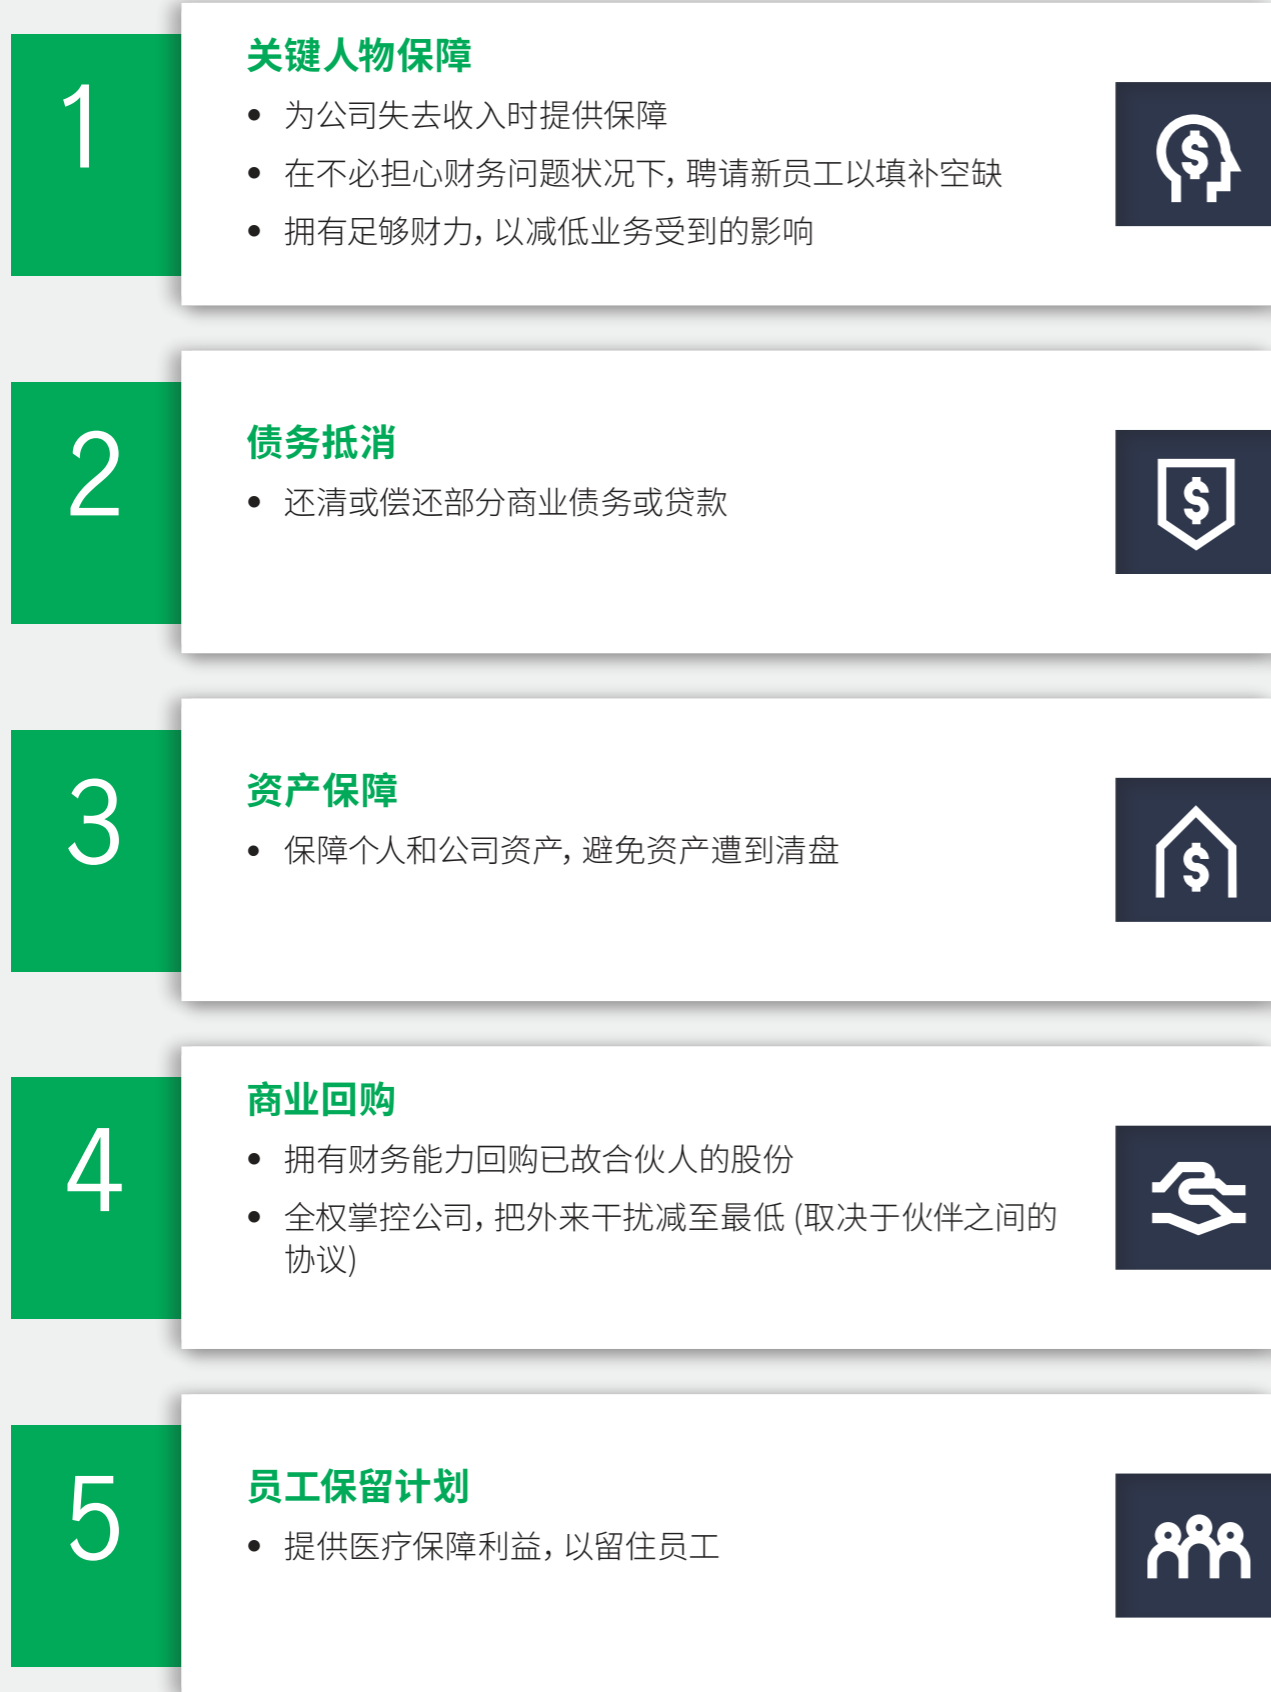 1
关键人物保障
• 为公司失去收入时提供保障
• 在不必担心财务问题状况下，聘请新员工以填补空缺
• 拥有足够财力，以减低业务受到的影响
2
债务抵消
• 还清或偿还部分商业债务或贷款
3
资产保障
• 保障个人和公司资产，避免资产遭到清盘
4
商业回购
• 拥有财务能力回购已故合伙人的股份
• 全权掌控公司，把外来干扰减至最低 (取决于伙伴之间的
协议)
5
员工保留计划
• 提供医疗保障利益，以留住员工